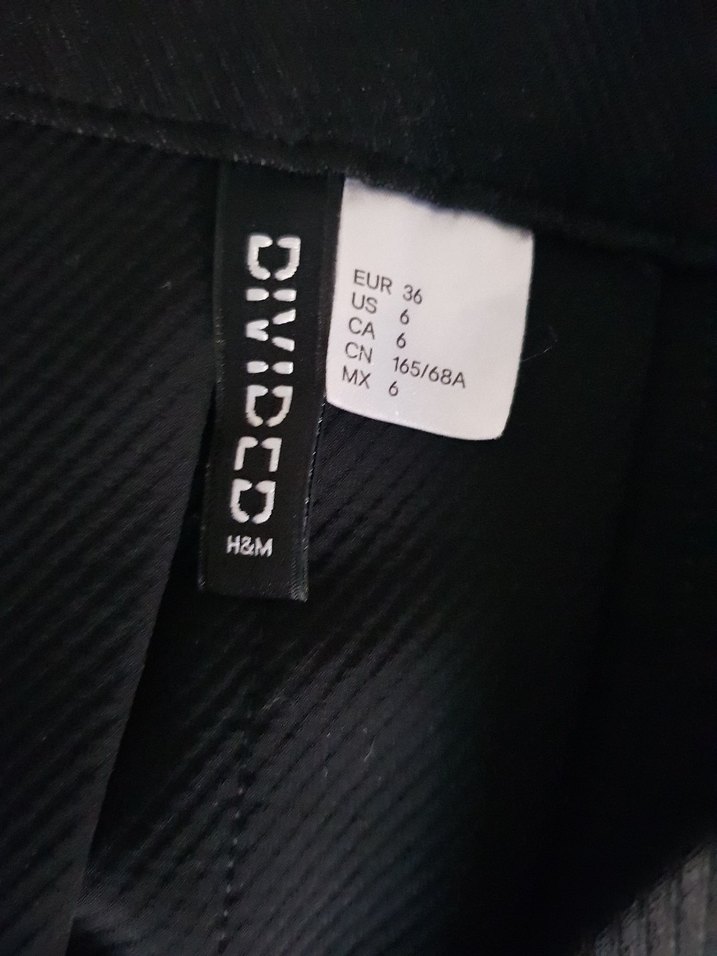 DIVIDED
H&M
EUR 36
US 6
CA 6
CN 165/68A
MX 6